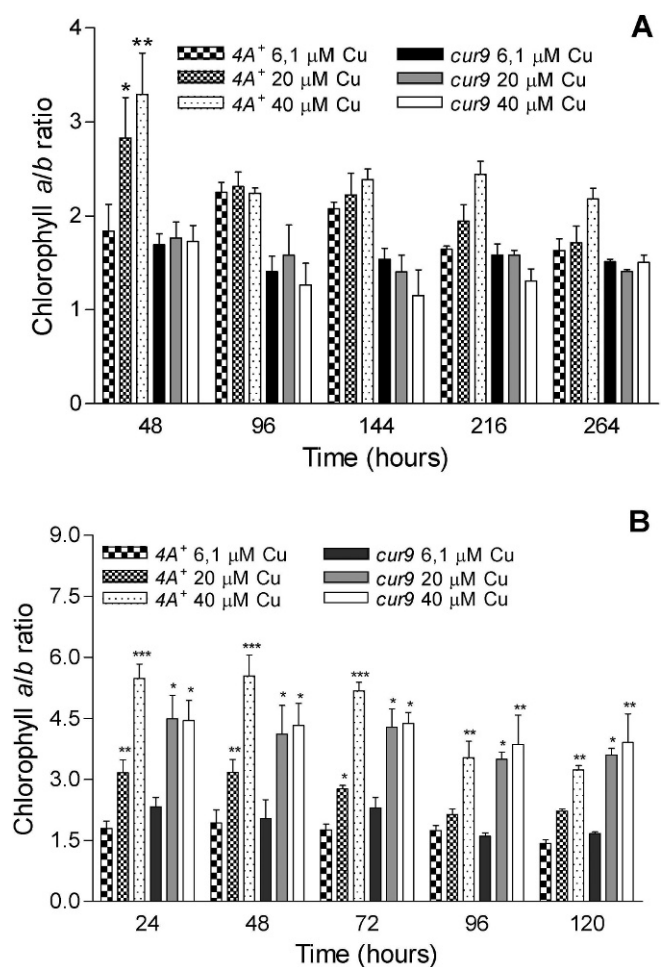 A
4A+ 6,1 µM Cu
4A+ 20 µM Cu
4A+ 40 µM Cu
cur9 6,1 µM Cu
cur9 20 µM Cu
cur9 40 µM Cu
Chlorophyll a/b ratio
4
3
2
1
0
* **
48 96 144 216 264
Time (hours)
B
4A+ 6,1 µM Cu
4A+ 20 µM Cu
4A+ 40 µM Cu
cur9 6,1 µM Cu
cur9 20 µM Cu
cur9 40 µM Cu
Chlorophyll a/b ratio
9.0
7.5
6.0
4.5
3.0
1.5
0.0
** *** * *
** *** * *
* *** * *
** * **
** * **
24 48 72 96 120
Time (hours)